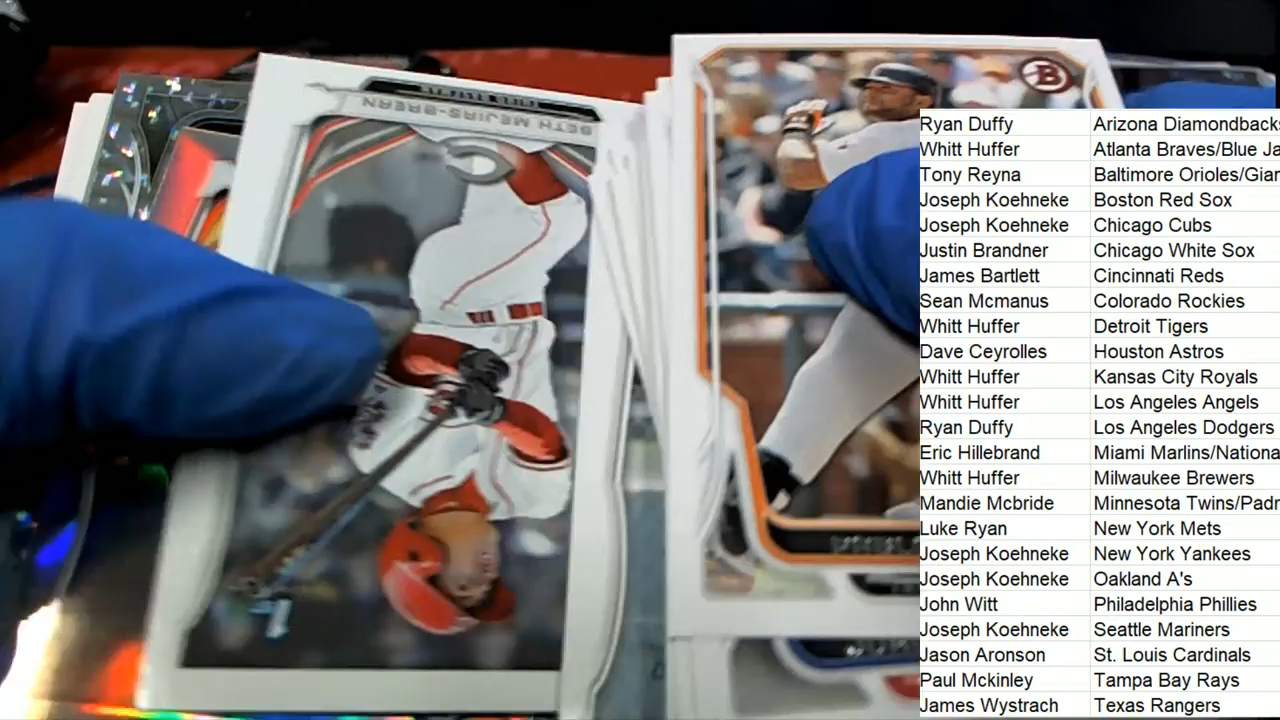 SETH MEJIAS-BREAN
B
Ryan Duffy Arizona Diamondbacks
Whitt Huffer Atlanta Braves/Blue Ja
Tony Reyna Baltimore Orioles/Gian
Joseph Koehneke Boston Red Sox
Joseph Koehneke Chicago Cubs
Justin Brandner Chicago White Sox
James Bartlett Cincinnati Reds
Sean Mcmanus Colorado Rockies
Whitt Huffer Detroit Tigers
Dave Ceyrolles Houston Astros
Whitt Huffer Kansas City Royals
Whitt Huffer Los Angeles Angels
Ryan Duffy Los Angeles Dodgers
Eric Hillebrand Miami Marlins/Nationa
Whitt Huffer Milwaukee Brewers
Mandie Mcbride Minnesota Twins/Padr
Luke Ryan New York Mets
Joseph Koehneke New York Yankees
Joseph Koehneke Oakland A's
John Witt Philadelphia Phillies
Joseph Koehneke Seattle Mariners
Jason Aronson St. Louis Cardinals
Paul Mckinley Tampa Bay Rays
James Wystrach Texas Rangers